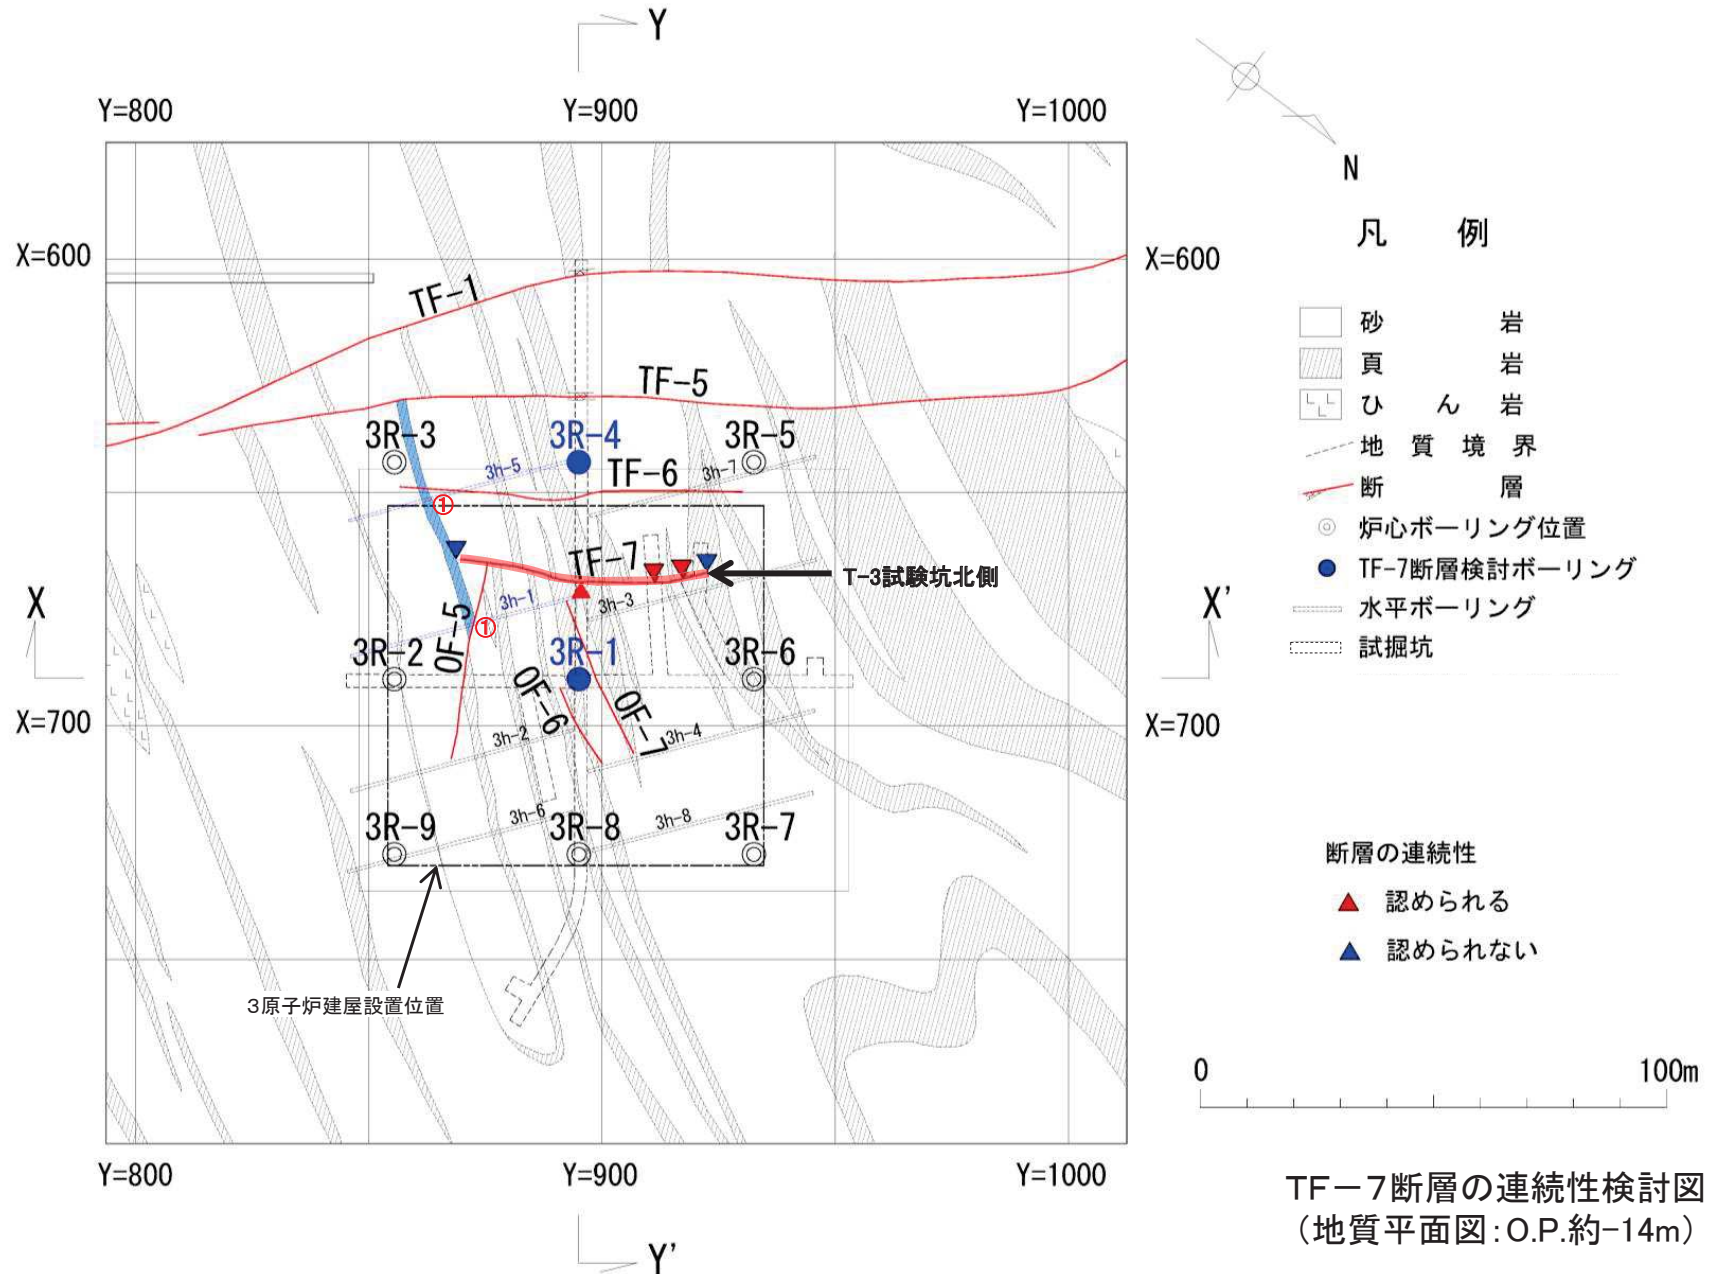 Y
Y=800
Y=900
Y=1000
N
凡 例
X=600
X=600
TF-1
砂 岩
頁 岩
ひ ん 岩
地 質 境 界
断 層
炉心ボーリング位置
TF-7断層検討ボーリング
水平ボーリング
試掘坑
TF-5
3R-3
3R-4
3R-5
3h-5
TF-6
3h-7
①
TF-7
T-3試験坑北側
X
X'
3h-1
3h-3
OF-5
①
3R-2
3R-1
3R-6
OF-6
OF-7
X=700
X=700
3h-2
3h-4
3h-6
3h-8
3R-9
3R-8
3R-7
断層の連続性
認められる
認められない
3原子炉建屋設置位置
0
100m
Y=800
Y=900
Y=1000
Y'
TF−7断層の連続性検討図
(地質平面図:O.P.約−14m)